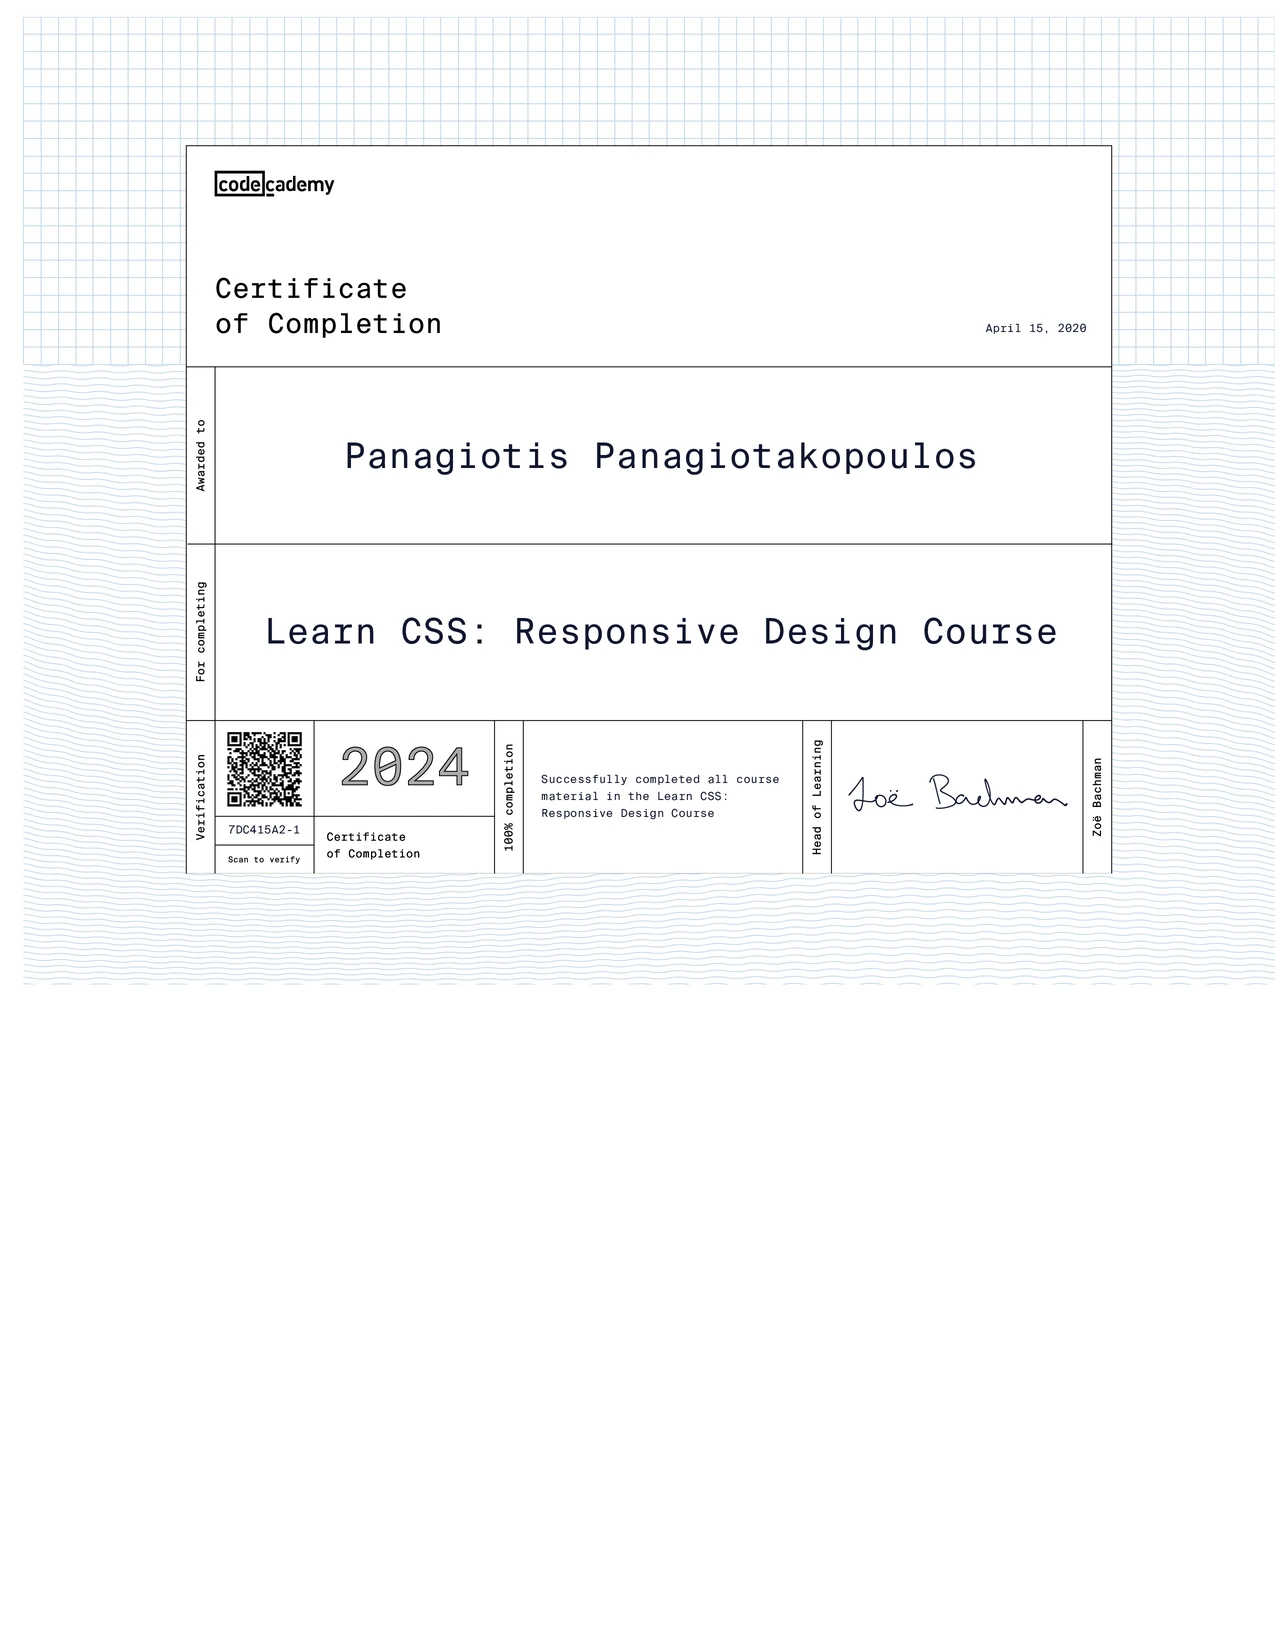 codecademy
Certificate
of Completion
April 15, 2020
Awarded to
Panagiotis Panagiotakopoulos
For completing
Learn CSS: Responsive Design Course
Verification
7DC415A2-1
Scan to verify
2024
Certificate
of Completion
100% completion
Successfully completed all course
material in the Learn CSS:
Responsive Design Course
Head of Learning
Zoë Bachman
Zoë Bachman